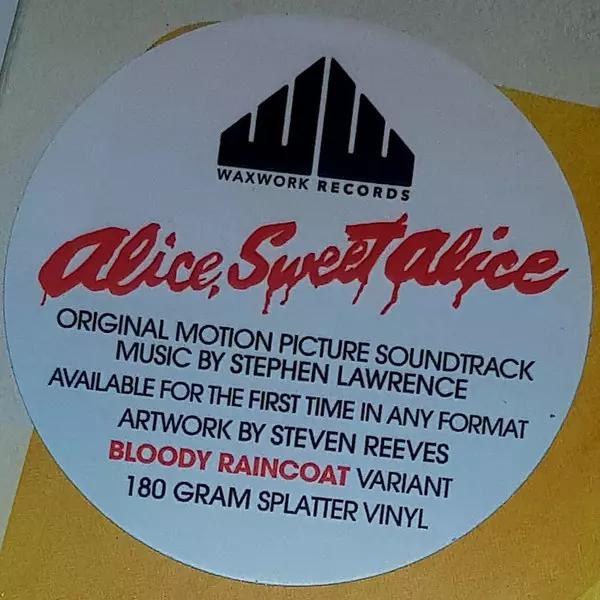 WAXWORK RECORDS
Alice, Sweet Alice
ORIGINAL MOTION PICTURE SOUNDTRACK
MUSIC BY STEPHEN LAWRENCE
AVAILABLE FOR THE FIRST TIME IN ANY FORMAT
ARTWORK BY STEVEN REEVES
BLOODY RAINCOAT VARIANT
180 GRAM SPLATTER VINYL